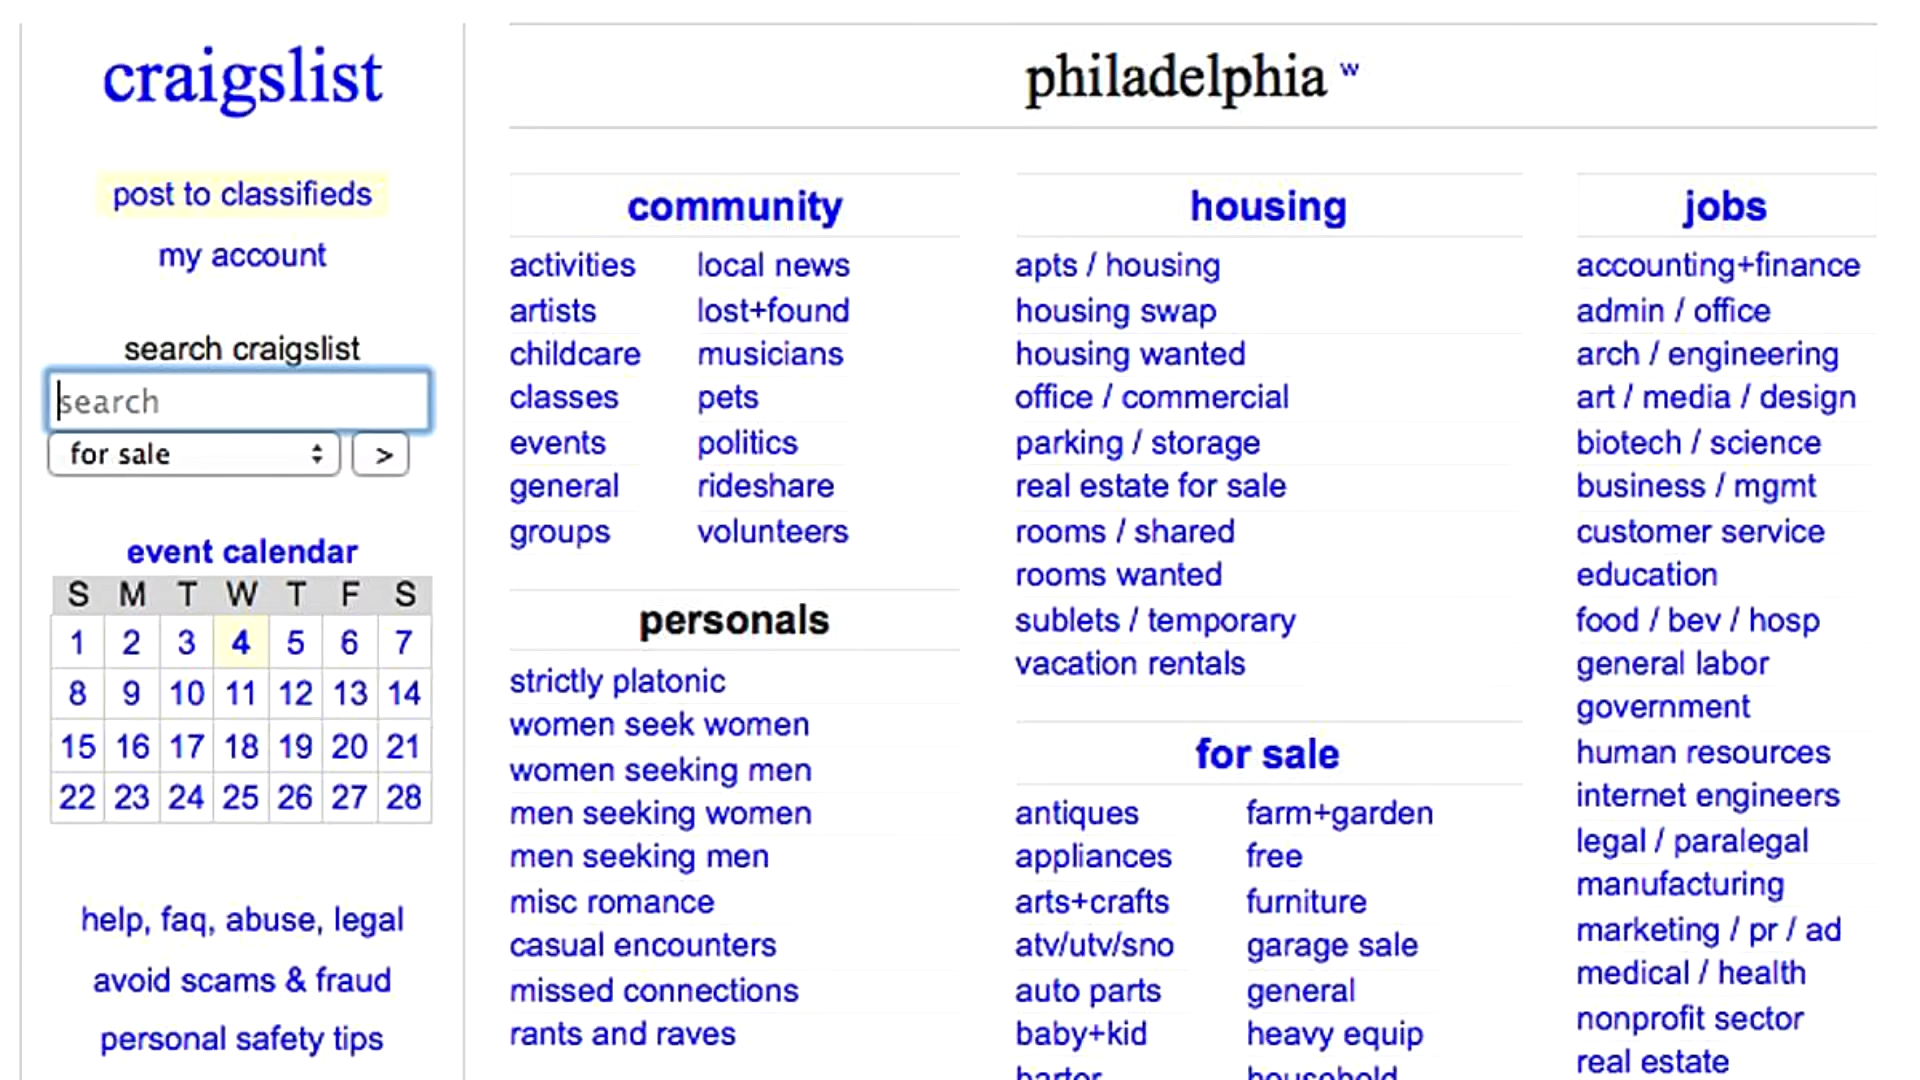 craigslist
post to classifieds
my account
search craigslist
search
for sale >
event calendar
S M T W T F S
1 2 3 4 5 6 7
8 9 10 11 12 13 14
15 16 17 18 19 20 21
22 23 24 25 26 27 28
help, faq, abuse, legal
avoid scams & fraud
personal safety tips
philadelphia w
community
activities
artists
childcare
classes
events
general
groups
local news
lost+found
musicians
pets
politics
rideshare
volunteers
personals
strictly platonic
women seek women
women seeking men
men seeking women
men seeking men
misc romance
casual encounters
missed connections
rants and raves
housing
apts / housing
housing swap
housing wanted
office / commercial
parking / storage
real estate for sale
rooms / shared
rooms wanted
sublets / temporary
vacation rentals
for sale
antiques
appliances
arts+crafts
atv/utv/sno
auto parts
baby+kid
barter
farm+garden
free
furniture
garage sale
general
heavy equip
household
jobs
accounting+finance
admin / office
arch / engineering
art / media / design
biotech / science
business / mgmt
customer service
education
food / bev / hosp
general labor
government
human resources
internet engineers
legal / paralegal
manufacturing
marketing / pr / ad
medical / health
nonprofit sector
real estate